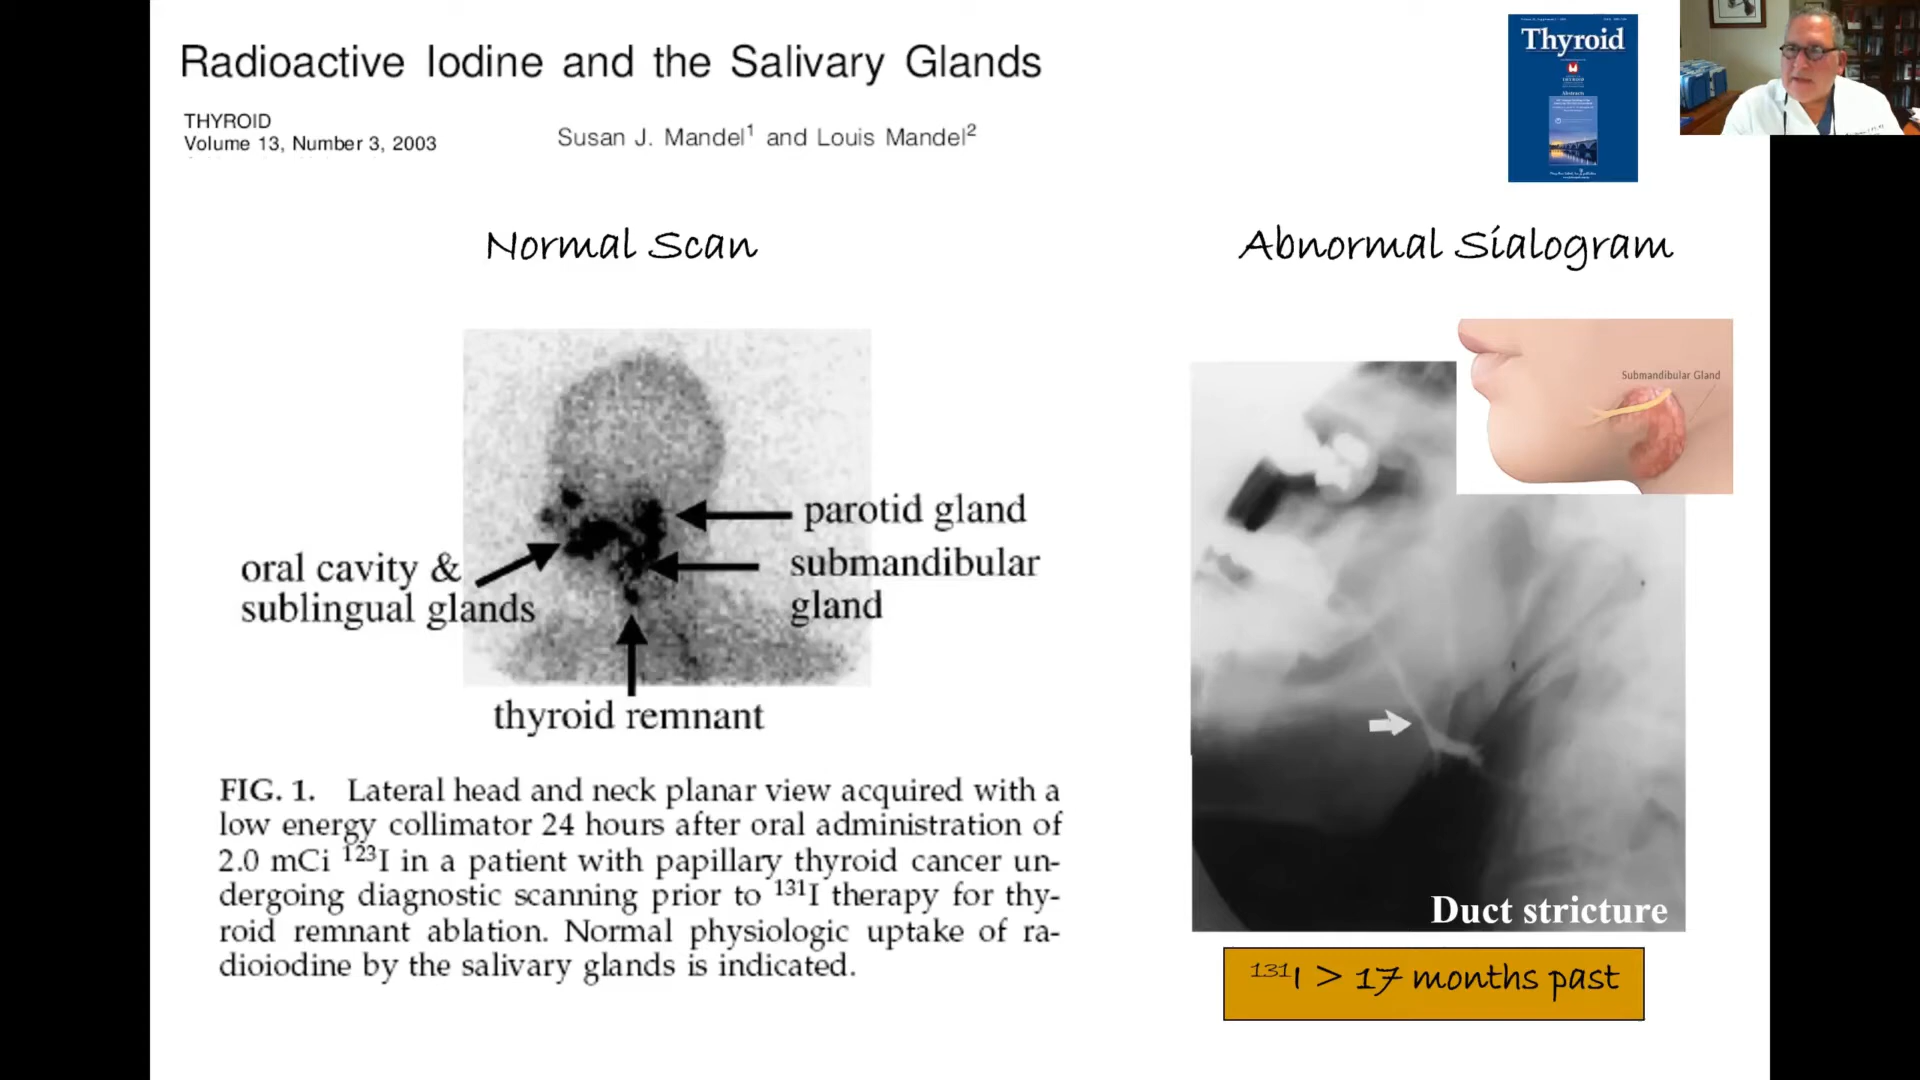 Radioactive Iodine and the Salivary Glands
THYROID
Volume 13, Number 3, 2003
Susan J. Mandel¹ and Louis Mandel²
Thyroid
Normal Scan
Abnormal Sialogram
Submandibular Gland
parotid gland
submandibular
gland
oral cavity &
sublingual glands
thyroid remnant
FIG. 1. Lateral head and neck planar view acquired with a
low energy collimator 24 hours after oral administration of
2.0 mCi ¹²³I in a patient with papillary thyroid cancer un-
dergoing diagnostic scanning prior to ¹³¹I therapy for thy-
roid remnant ablation. Normal physiologic uptake of ra-
dioiodine by the salivary glands is indicated.
Duct stricture
¹³¹I > 17 months past